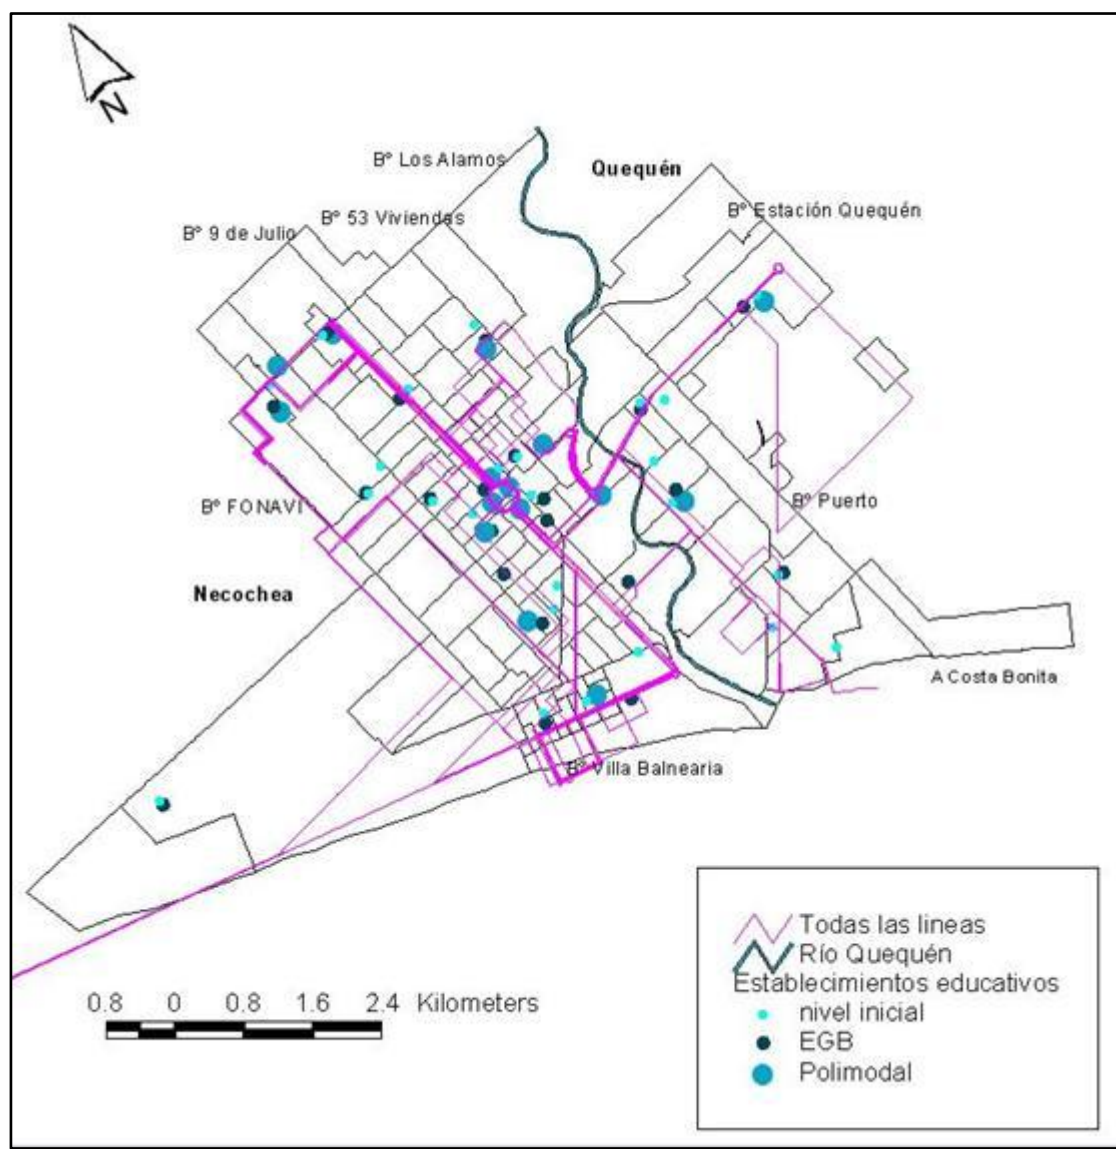 N
Bº Los Alamos
Quequén
Bº 53 Viviendas
Bº Estación Quequén
Bº 9 de Julio
Bº FONAVI
Bº Puerto
Necochea
A Costa Bonita
Bº Villa Balnearia
Todas las lineas
Río Quequén
Establecimientos educativos
nivel inicial
EGB
Polimodal
0.8 0 0.8 1.6 2.4 Kilometers